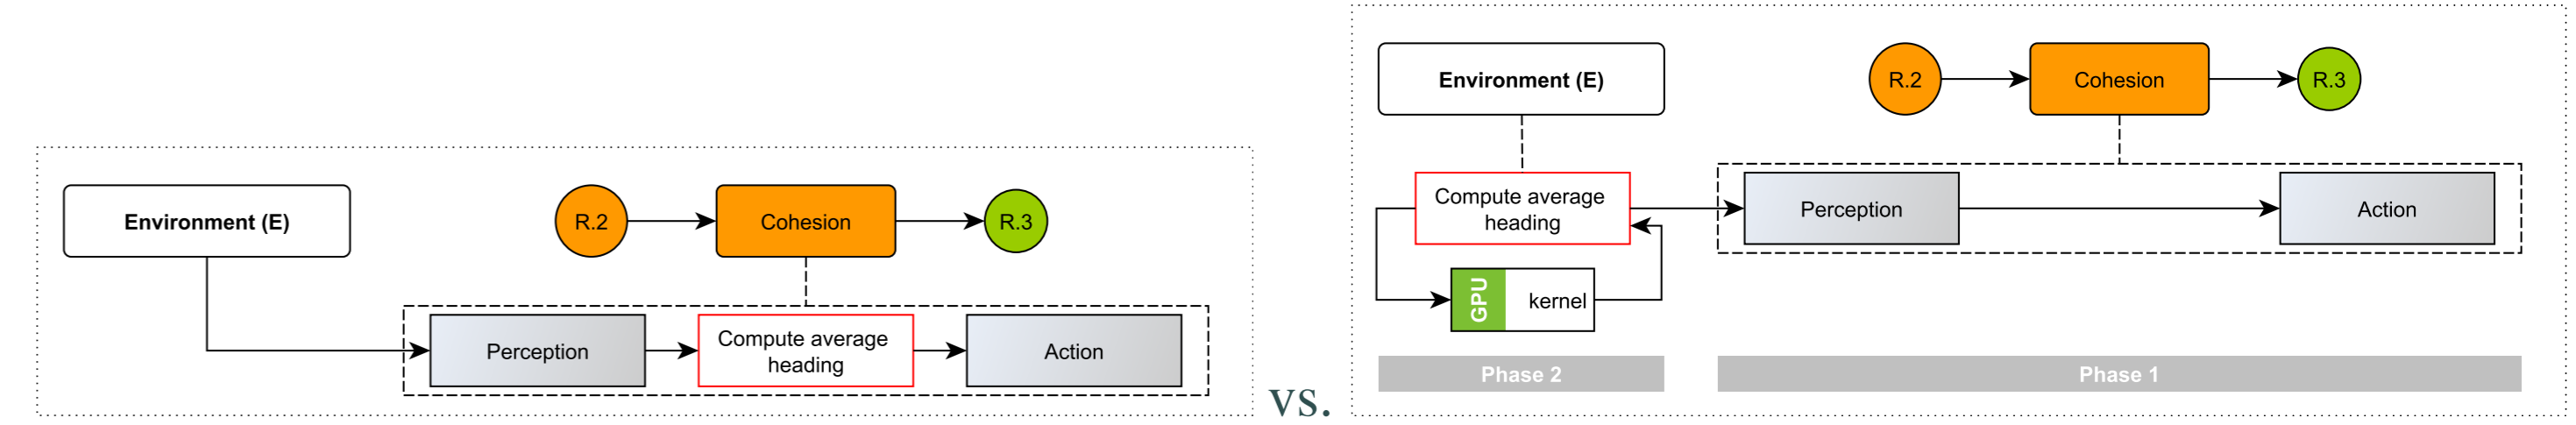 Environment (E)
R.2
Cohesion
R.3
Perception
Compute average
heading
Action
vs.
Environment (E)
R.2
Cohesion
R.3
Compute average
heading
Perception
Action
GPU
kernel
Phase 2
Phase 1